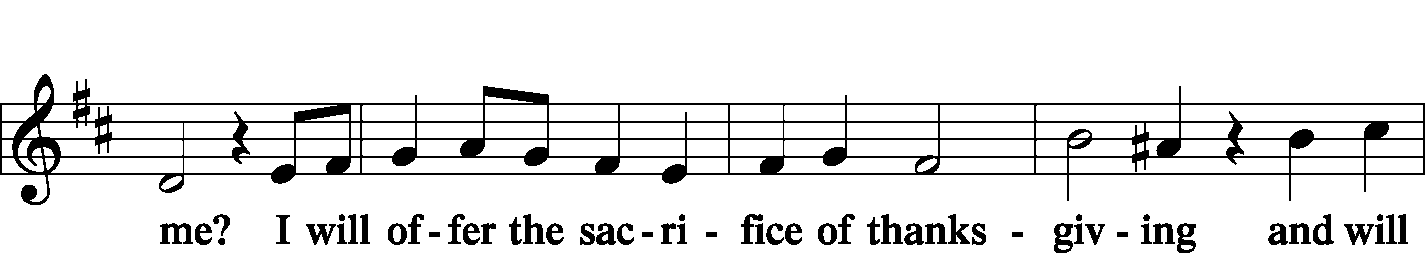 me? I will of - fer the sac - ri - fice of thanks - giv - ing and will